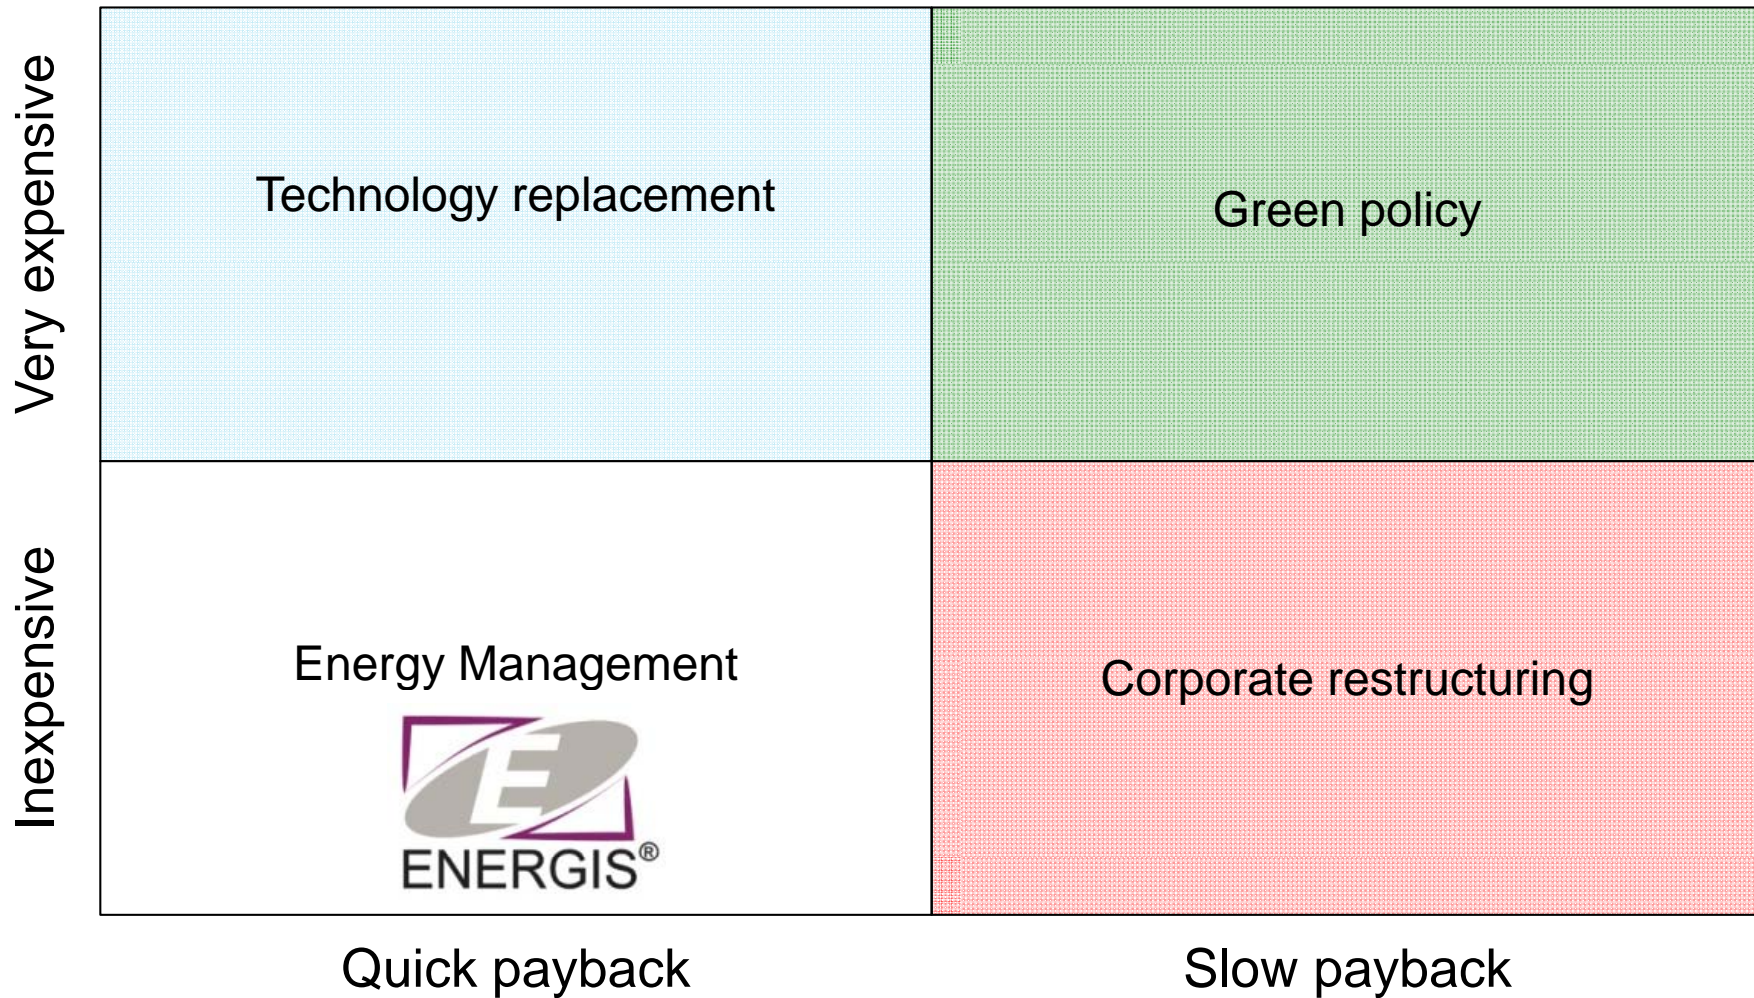 Very expensive
Technology replacement
Green policy
Inexpensive
Energy Management
E
ENERGIS®
Corporate restructuring
Quick payback
Slow payback